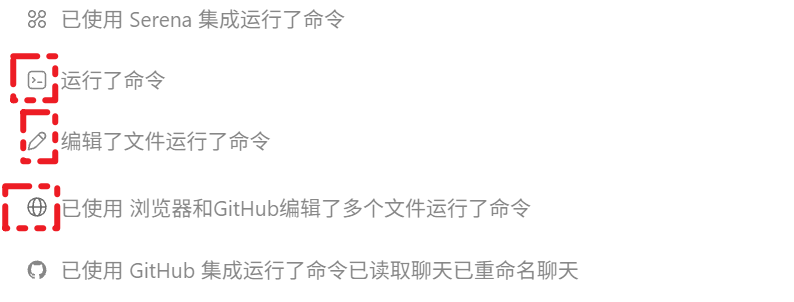 已使用 Serena 集成运行了命令
运行了命令
编辑了文件运行了命令
已使用 浏览器和GitHub编辑了多个文件运行了命令
已使用 GitHub 集成运行了命令已读取聊天已重命名聊天